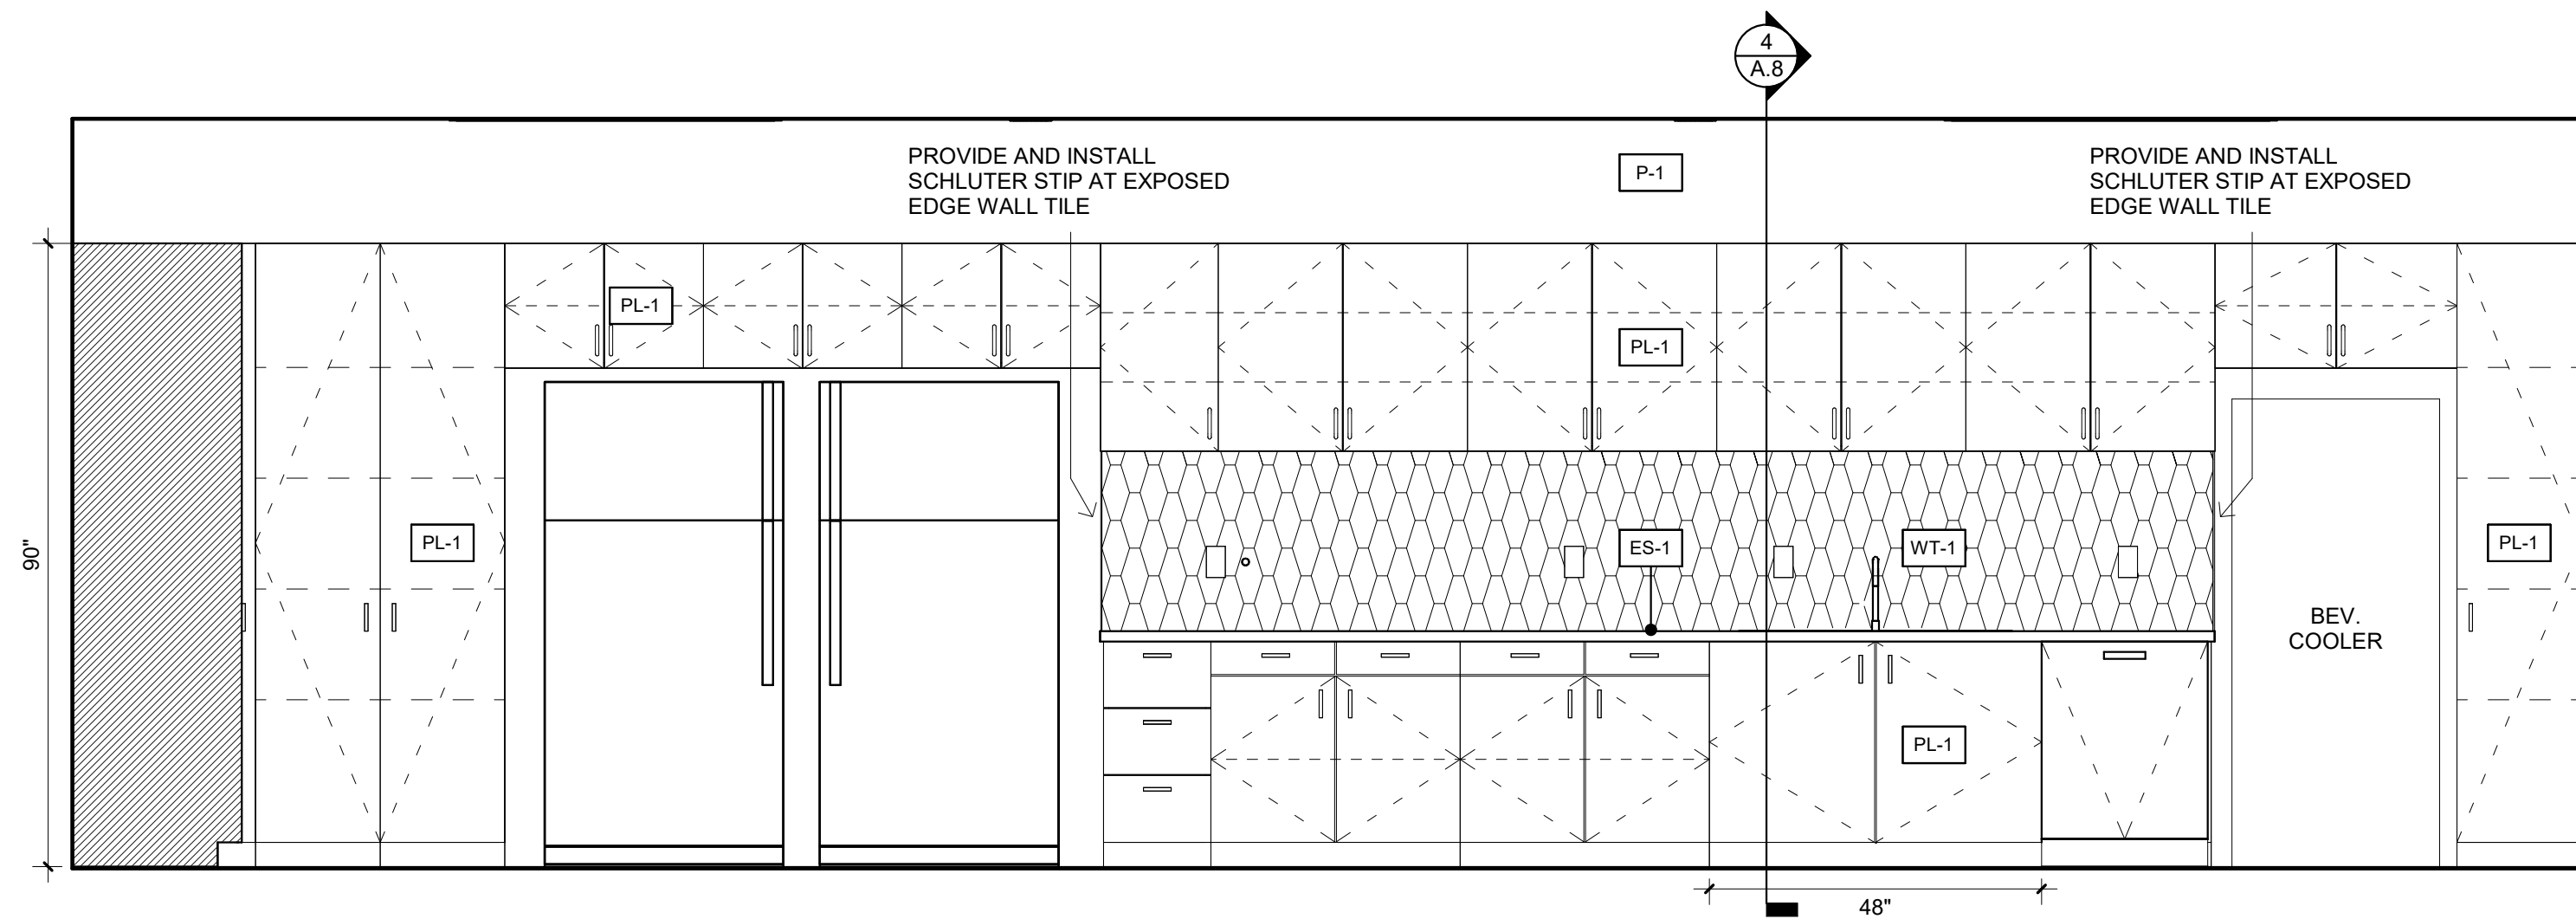 4
A.8
PROVIDE AND INSTALL
SCHLUTER STIP AT EXPOSED
EDGE WALL TILE
P-1
PROVIDE AND INSTALL
SCHLUTER STIP AT EXPOSED
EDGE WALL TILE
PL-1
PL-1
90"
PL-1
ES-1
WT-1
PL-1
BEV.
COOLER
PL-1
48"